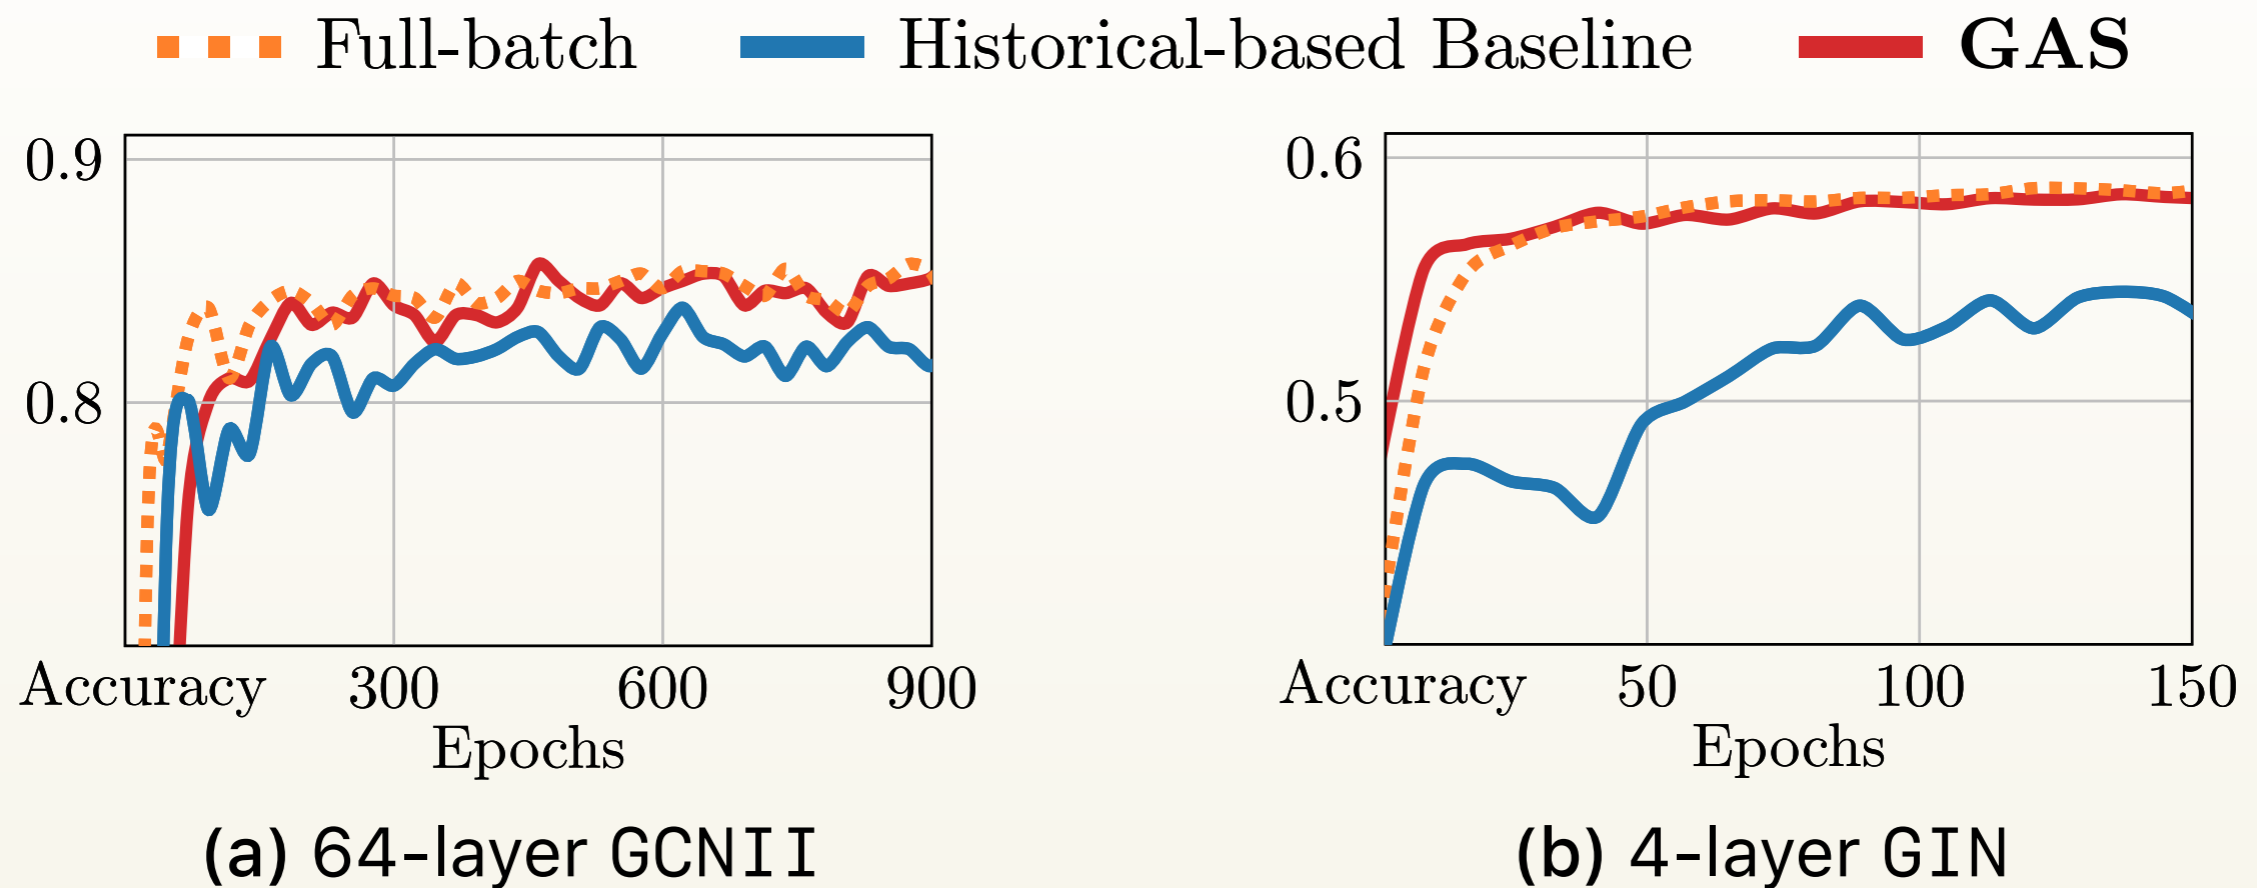 Full-batch Historical-based Baseline GAS
0.9
0.8
Accuracy 300 600 900
Epochs
(a) 64-layer GCNII
0.6
0.5
Accuracy 50 100 150
Epochs
(b) 4-layer GIN